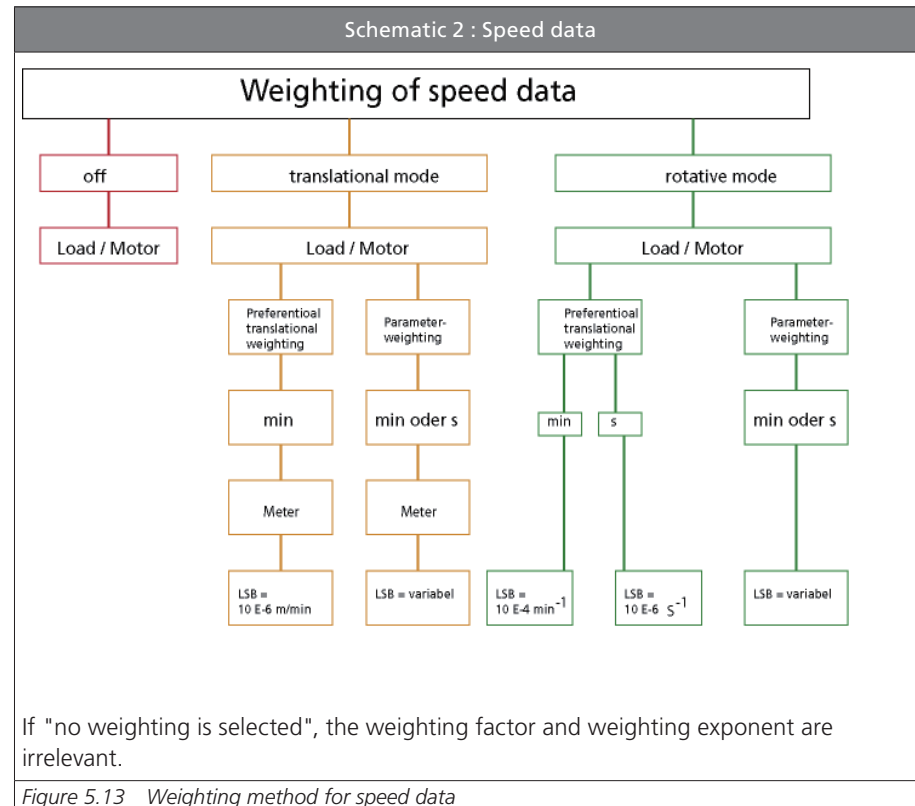 Schematic 2 : Speed data
Weighting of speed data
off
translational mode
rotative mode
Load / Motor
Load / Motor
Load / Motor
Preferentioal
translational
weighting
Parameter-
weighting
Preferentioal
translational
weighting
Parameter-
weighting
min
min oder s
min
s
min oder s
Meter
Meter
LSB =
10 E-6 m/min
LSB = variabel
LSB =
10 E-4 min-1
LSB =
10 E-6 S-1
LSB = variabel
If "no weighting is selected", the weighting factor and weighting exponent are
irrelevant.
Figure 5.13 Weighting method for speed data